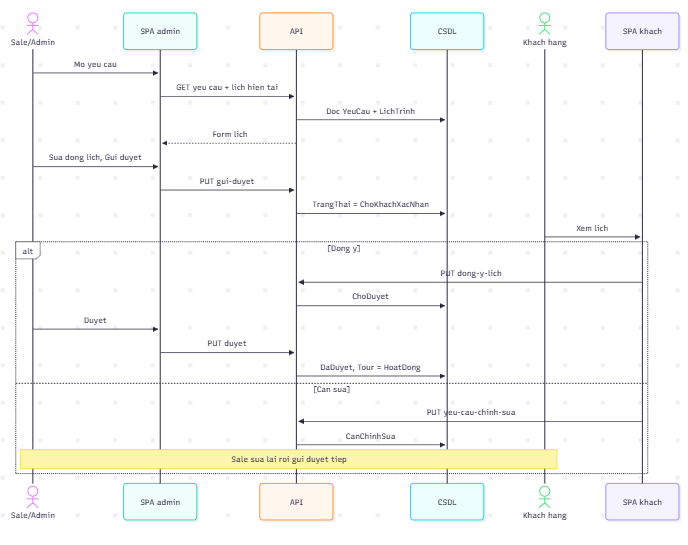 Sale/Admin
SPA admin
API
CSDL
Khach hang
SPA khach
Mo yeu cau
GET yeu cau + lich hien tai
Doc YeuCau + LichTrinh
Form lich
Sua dong lich, Gui duyet
PUT gui-duyet
TrangThai = ChoKhachXacNhan
Xem lich
alt
[Dong y]
PUT dong-y-lich
ChoDuyet
Duyet
PUT duyet
DaDuyet, Tour = HoatDong
[Can sua]
PUT yeu-cau-chinh-sua
CanChinhSua
Sale sua lai roi gui duyet tiep
Sale/Admin
SPA admin
API
CSDL
Khach hang
SPA khach